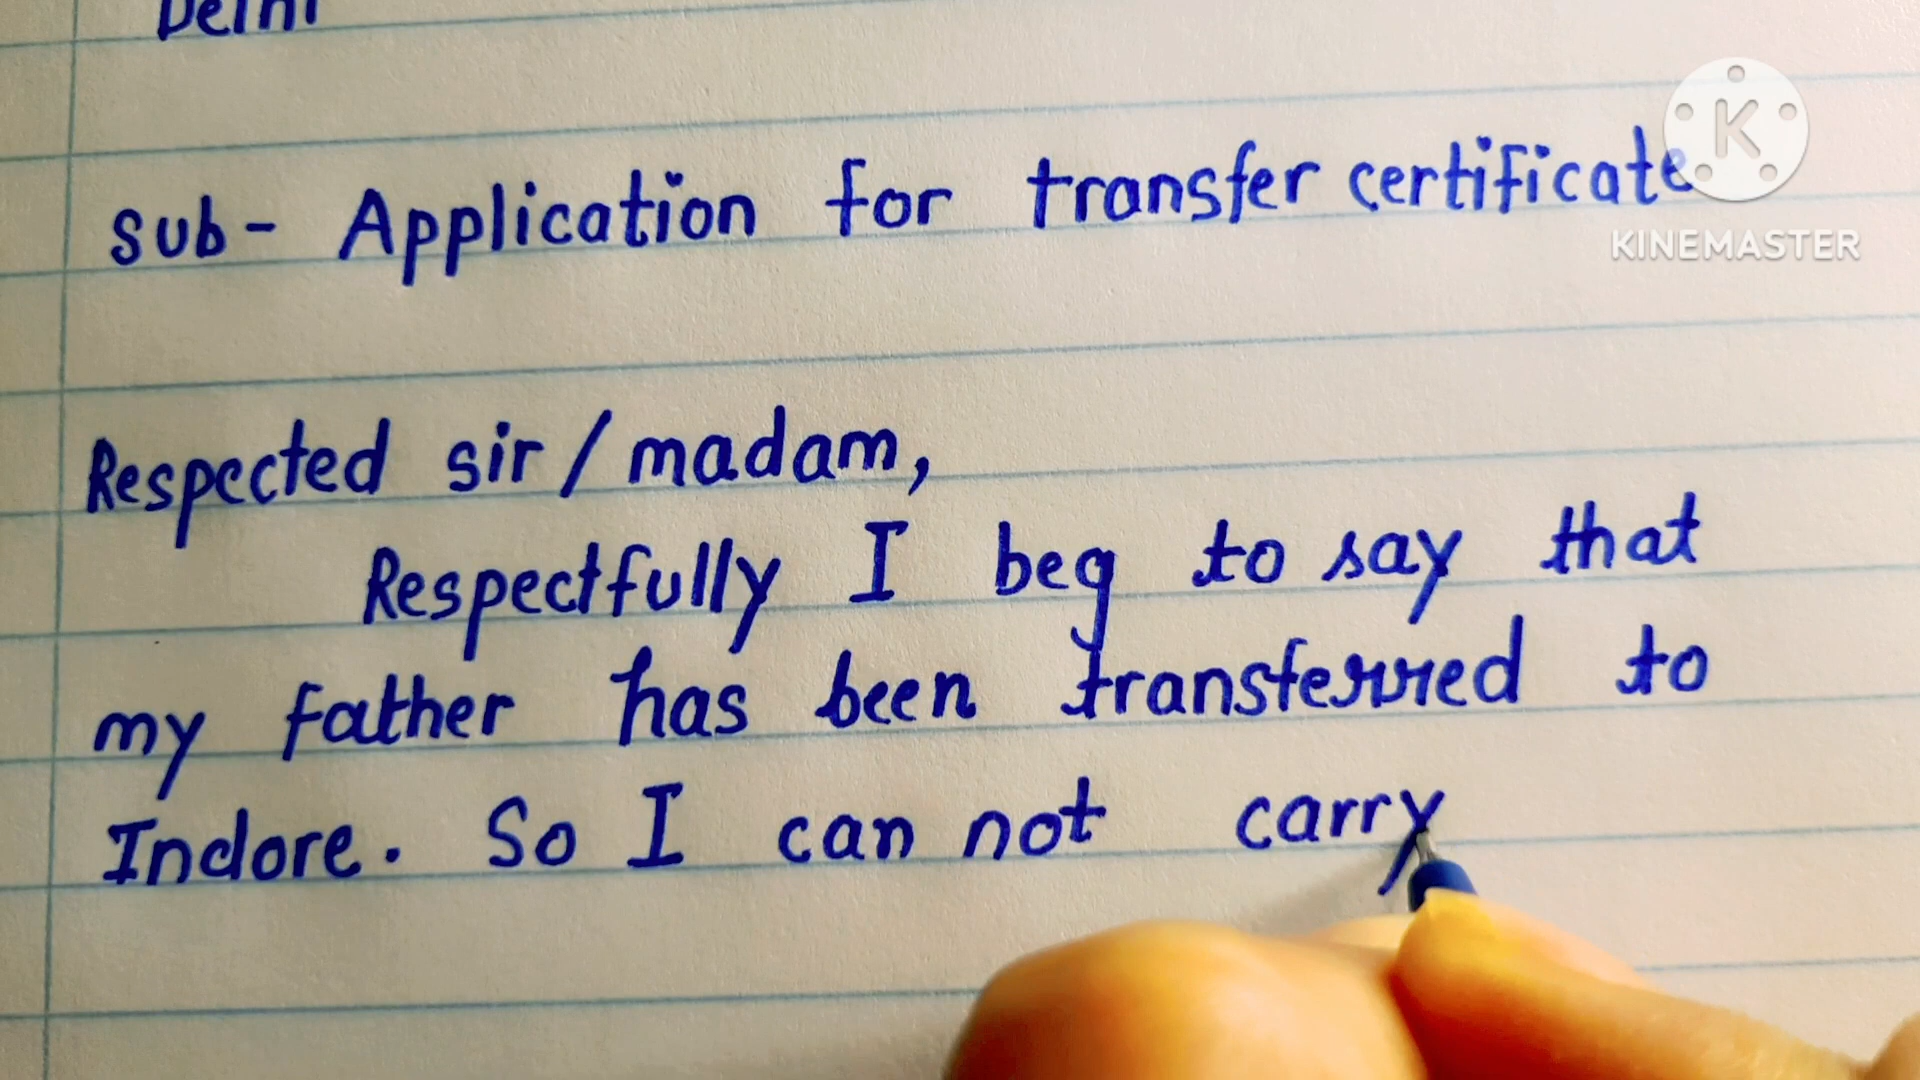 Delhi
sub- Application for transfer certificate
K
KINEMASTER
Respected sir/madam,
Respectfully I beg to say that
my father has been transferred to
Indore. So I can not carry